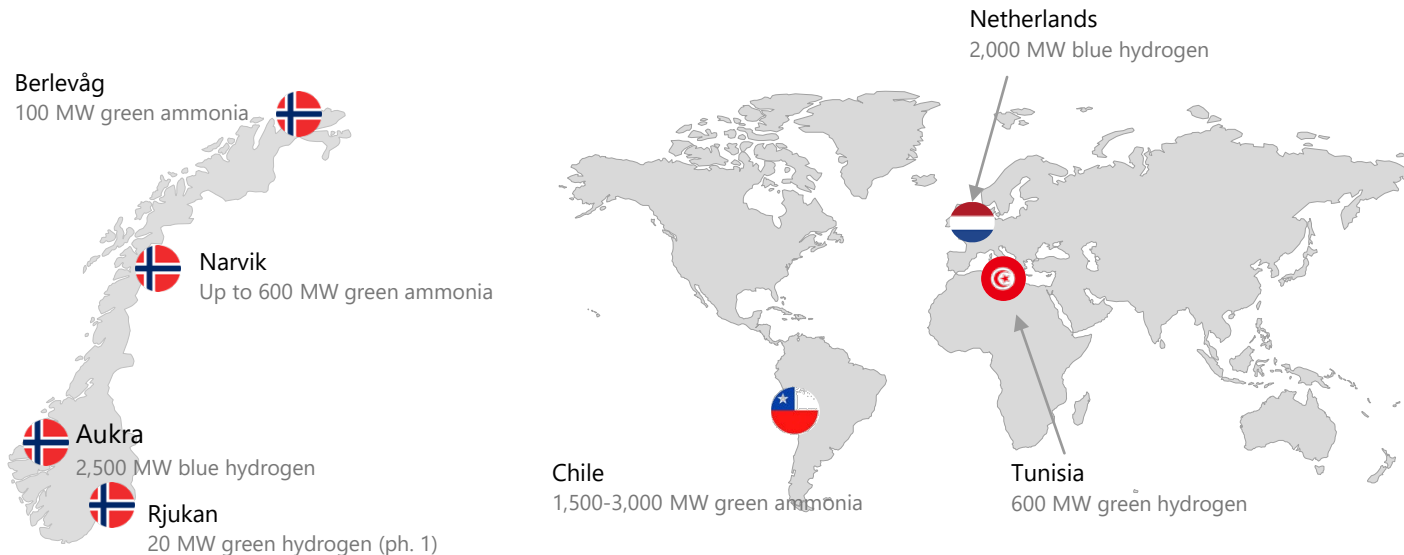 Berlevåg
100 MW green ammonia
Narvik
Up to 600 MW green ammonia
Aukra
2,500 MW blue hydrogen
Rjukan
20 MW green hydrogen (ph. 1)
Netherlands
2,000 MW blue hydrogen
Chile
1,500-3,000 MW green ammonia
Tunisia
600 MW green hydrogen